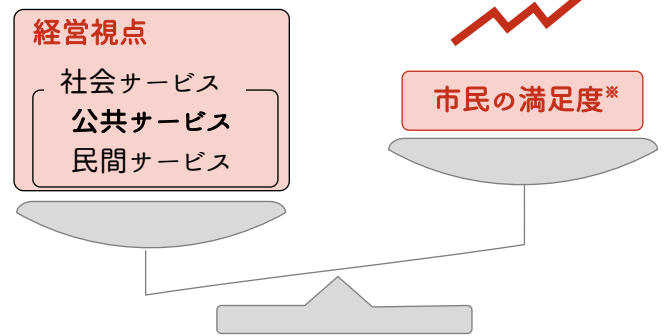 経営視点
社会サービス
公共サービス
民間サービス
市民の満足度※